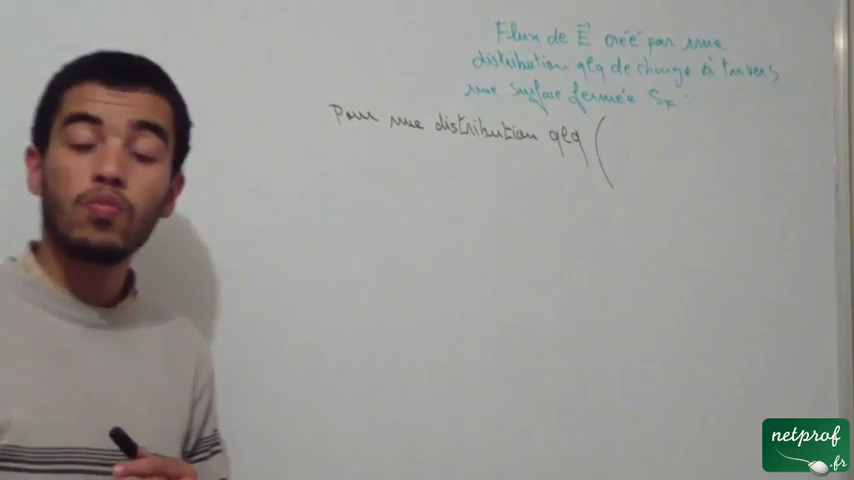 Flux de E⃗ créé par une
distribution qlq de charge à travers
une surface fermée S_F :
Pour une distribution qlq (
netprof
.fr